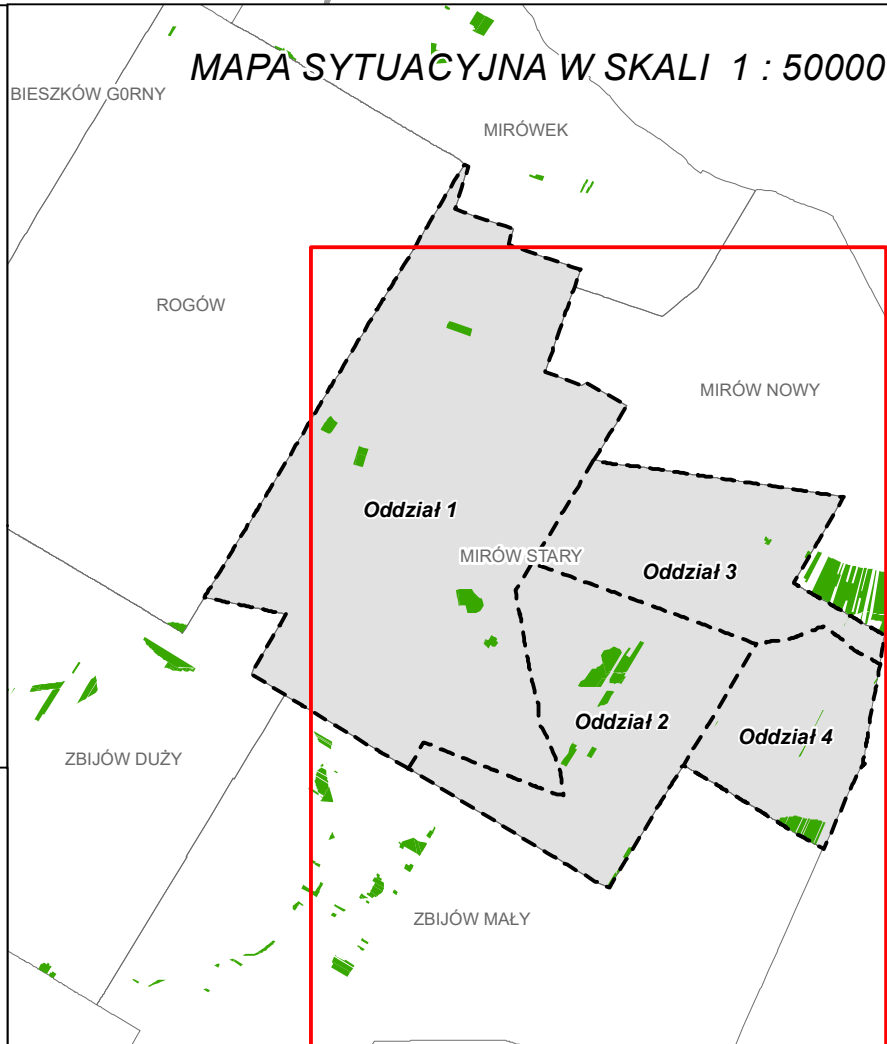 MAPA SYTUACYJNA W SKALI 1 : 50000
BIESZKÓW G0RNY
MIRÓWEK
ROGÓW
MIRÓW NOWY
Oddział 1
MIRÓW STARY
Oddział 3
Oddział 2
Oddział 4
ZBIJÓW DUŻY
ZBIJÓW MAŁY